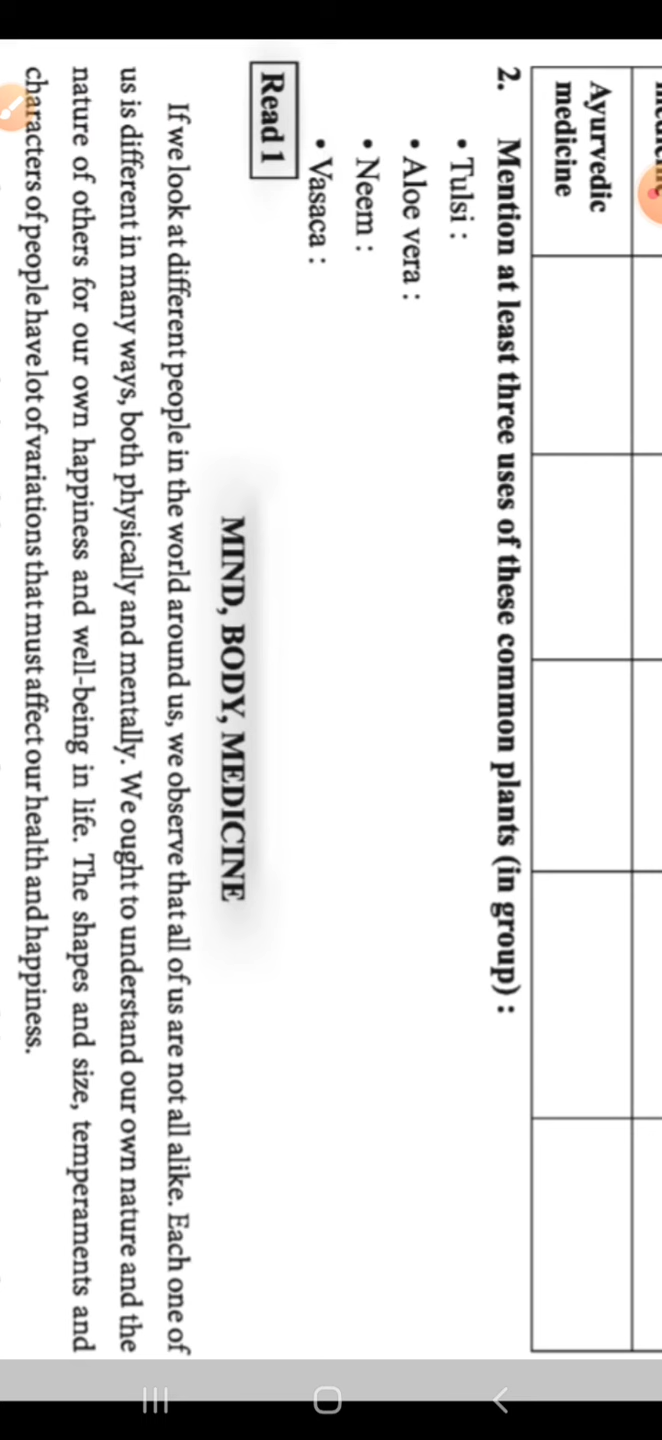 Ayurvedic
medicine
2. Mention at least three uses of these common plants (in group) :
• Tulsi :
• Aloe vera :
• Neem :
• Vasaca :
Read 1
MIND, BODY, MEDICINE
If we look at different people in the world around us, we observe that all of us are not all alike. Each one of
us is different in many ways, both physically and mentally. We ought to understand our own nature and the
nature of others for our own happiness and well-being in life. The shapes and size, temperaments and
characters of people have lot of variations that must affect our health and happiness.